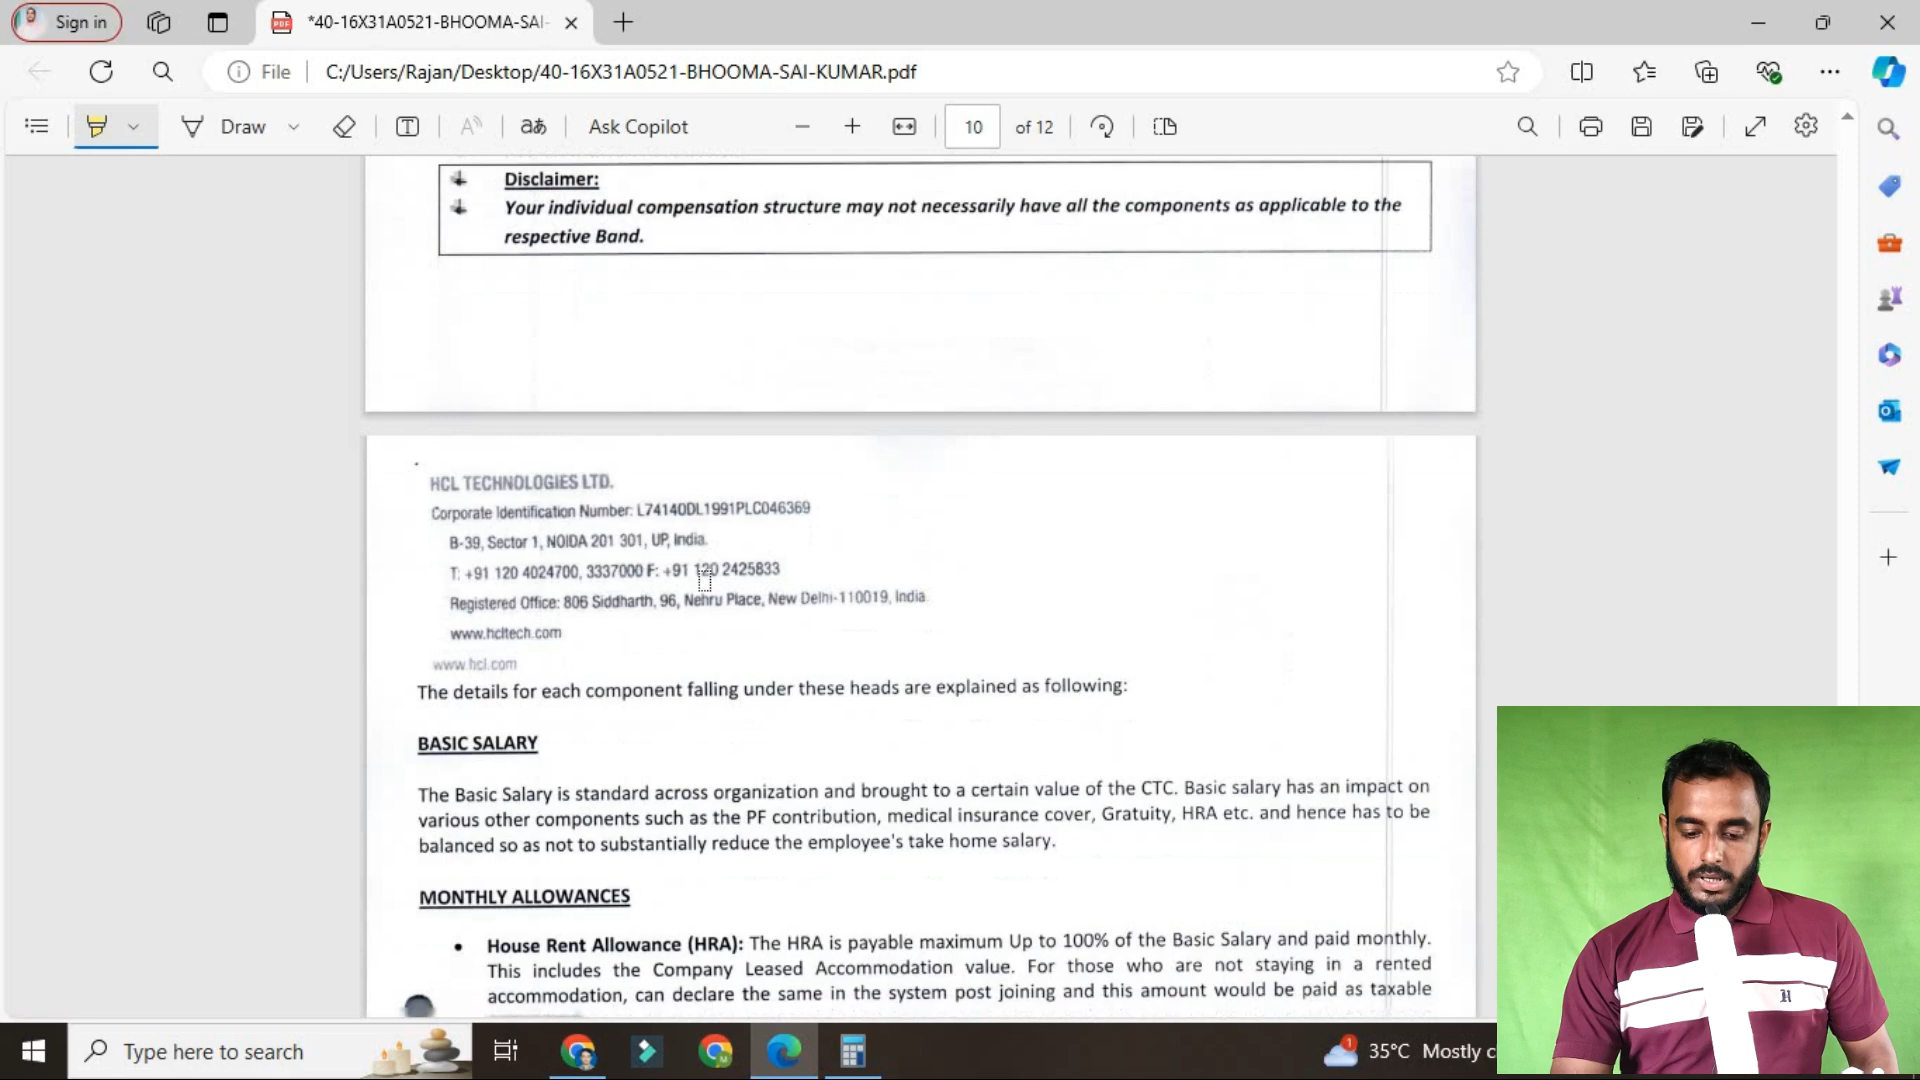 Sign in
*40-16X31A0521-BHOOMA-SAI-
File
C:/Users/Rajan/Desktop/40-16X31A0521-BHOOMA-SAI-KUMAR.pdf
Draw
Ask Copilot
10 of 12
Disclaimer:
Your individual compensation structure may not necessarily have all the components as applicable to the
respective Band.
HCL TECHNOLOGIES LTD.
Corporate Identification Number: L74140DL1991PLC046369
B-39, Sector 1, NOIDA 201 301, UP, India.
T: +91 120 4024700, 3337000 F: +91 120 2425833
Registered Office: 806 Siddharth, 96, Nehru Place, New Delhi-110019, India
www.hcltech.com
www.hcl.com
The details for each component falling under these heads are explained as following:
BASIC SALARY
The Basic Salary is standard across organization and brought to a certain value of the CTC. Basic salary has an impact on
various other components such as the PF contribution, medical insurance cover, Gratuity, HRA etc. and hence has to be
balanced so as not to substantially reduce the employee's take home salary.
MONTHLY ALLOWANCES
• House Rent Allowance (HRA): The HRA is payable maximum Up to 100% of the Basic Salary and paid monthly.
This includes the Company Leased Accommodation value. For those who are not staying in a rented
accommodation, can declare the same in the system post joining and this amount would be paid as taxable
Type here to search
35°C Mostly c